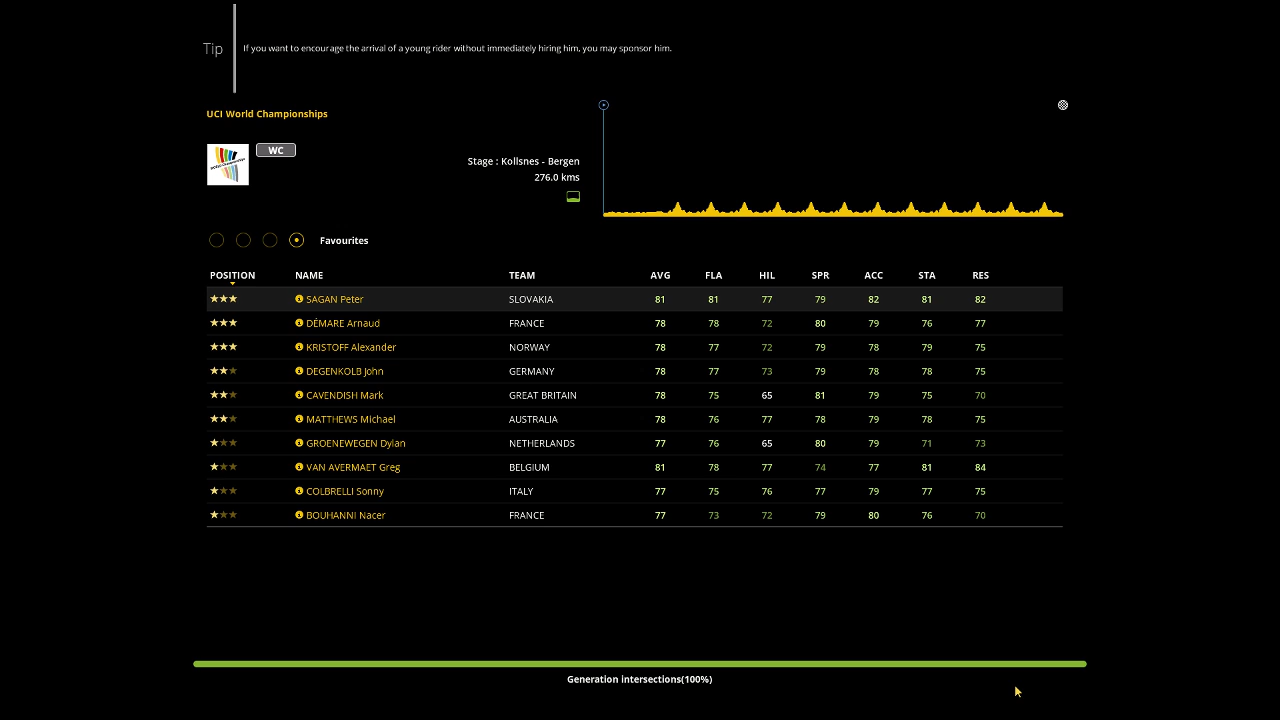 Tip
If you want to encourage the arrival of a young rider without immediately hiring him, you may sponsor him.
UCI World Championships
WC
Stage : Kollsnes - Bergen
276.0 kms
Favourites
POSITION NAME TEAM AVG FLA HIL SPR ACC STA RES
SAGAN Peter SLOVAKIA 81 81 77 79 82 81 82
DÉMARE Arnaud FRANCE 78 78 72 80 79 76 77
KRISTOFF Alexander NORWAY 78 77 72 79 78 79 75
DEGENKOLB John GERMANY 78 77 73 79 78 78 75
CAVENDISH Mark GREAT BRITAIN 78 75 65 81 79 75 70
MATTHEWS Michael AUSTRALIA 78 76 77 78 79 78 75
GROENEWEGEN Dylan NETHERLANDS 77 76 65 80 79 71 73
VAN AVERMAET Greg BELGIUM 81 78 77 74 77 81 84
COLBRELLI Sonny ITALY 77 75 76 77 79 77 75
BOUHANNI Nacer FRANCE 77 73 72 79 80 76 70
Generation intersections(100%)